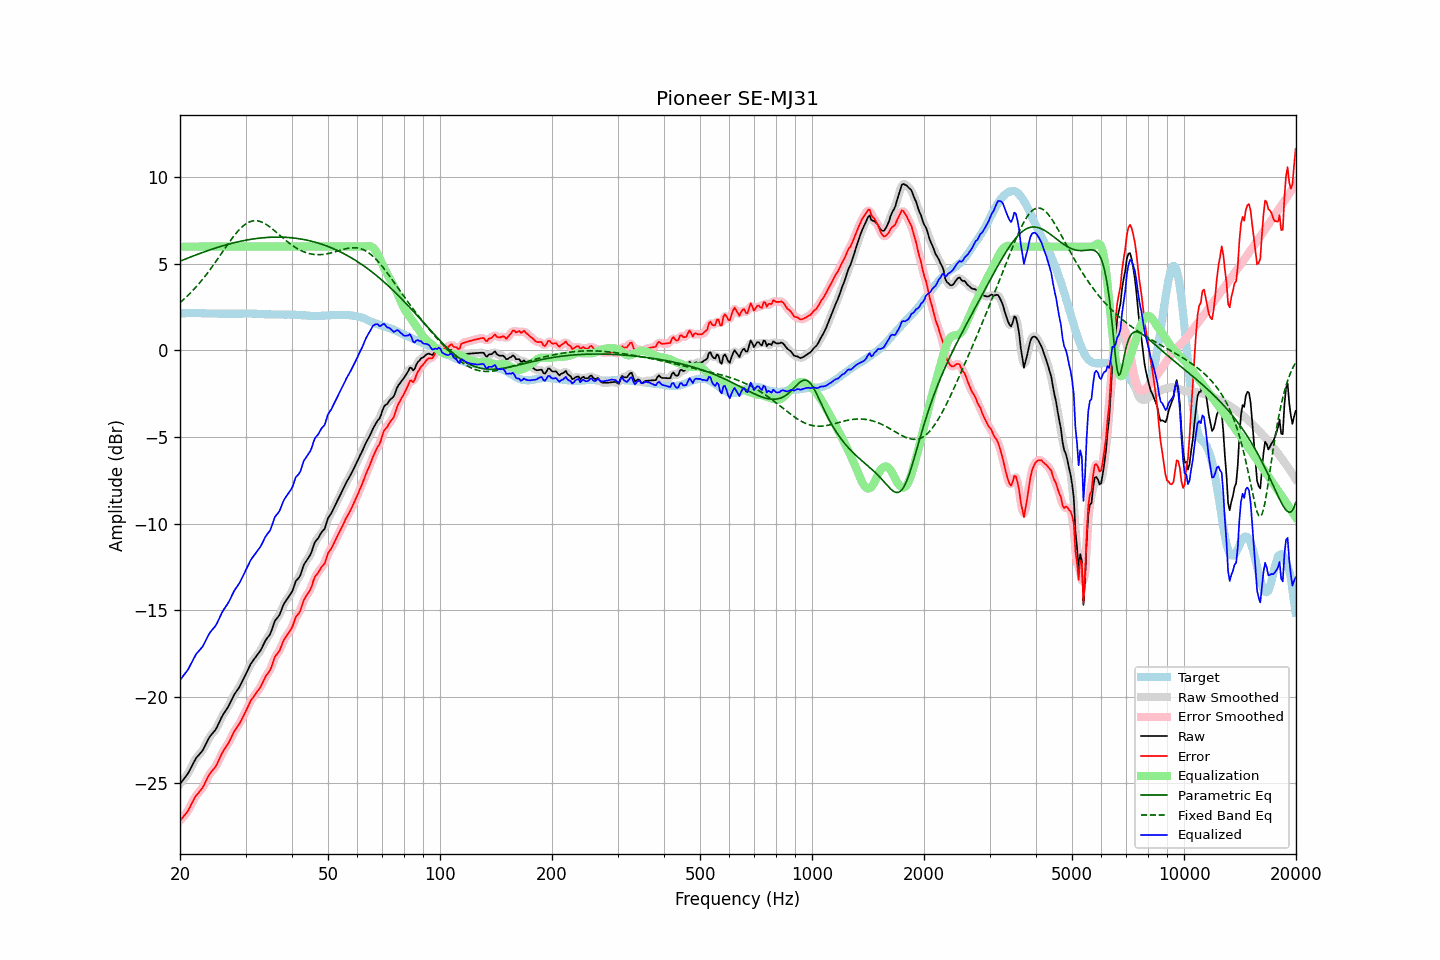 Pioneer SE-MJ31
Amplitude (dBr)
10
5
0
−5
−10
−15
−20
−25
20
50
100
200
500
1000
2000
5000
10000
20000
Frequency (Hz)
Target
Raw Smoothed
Error Smoothed
Raw
Error
Equalization
Parametric Eq
Fixed Band Eq
Equalized